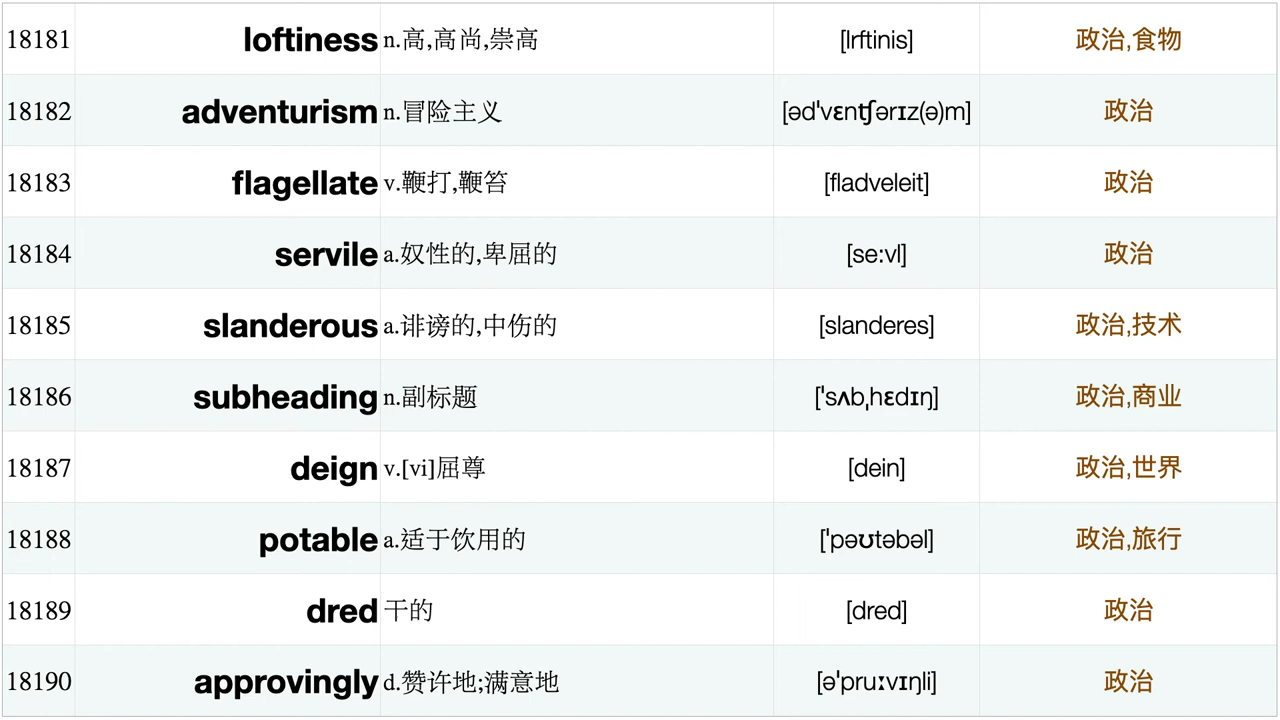 18181 loftiness n.高,高尚,崇高 [lrftinis] 政治,食物
18182 adventurism n.冒险主义 [ədˈvɛnʧərɪz(ə)m] 政治
18183 flagellate v.鞭打,鞭笞 [fladveleit] 政治
18184 servile a.奴性的,卑屈的 [se:vl] 政治
18185 slanderous a.诽谤的,中伤的 [slanderes] 政治,技术
18186 subheading n.副标题 [ˈsʌbˌhɛdɪŋ] 政治,商业
18187 deign v.[vi]屈尊 [dein] 政治,世界
18188 potable a.适于饮用的 [ˈpəʊtəbəl] 政治,旅行
18189 dred 干的 [dred] 政治
18190 approvingly d.赞许地;满意地 [əˈpruːvɪŋli] 政治